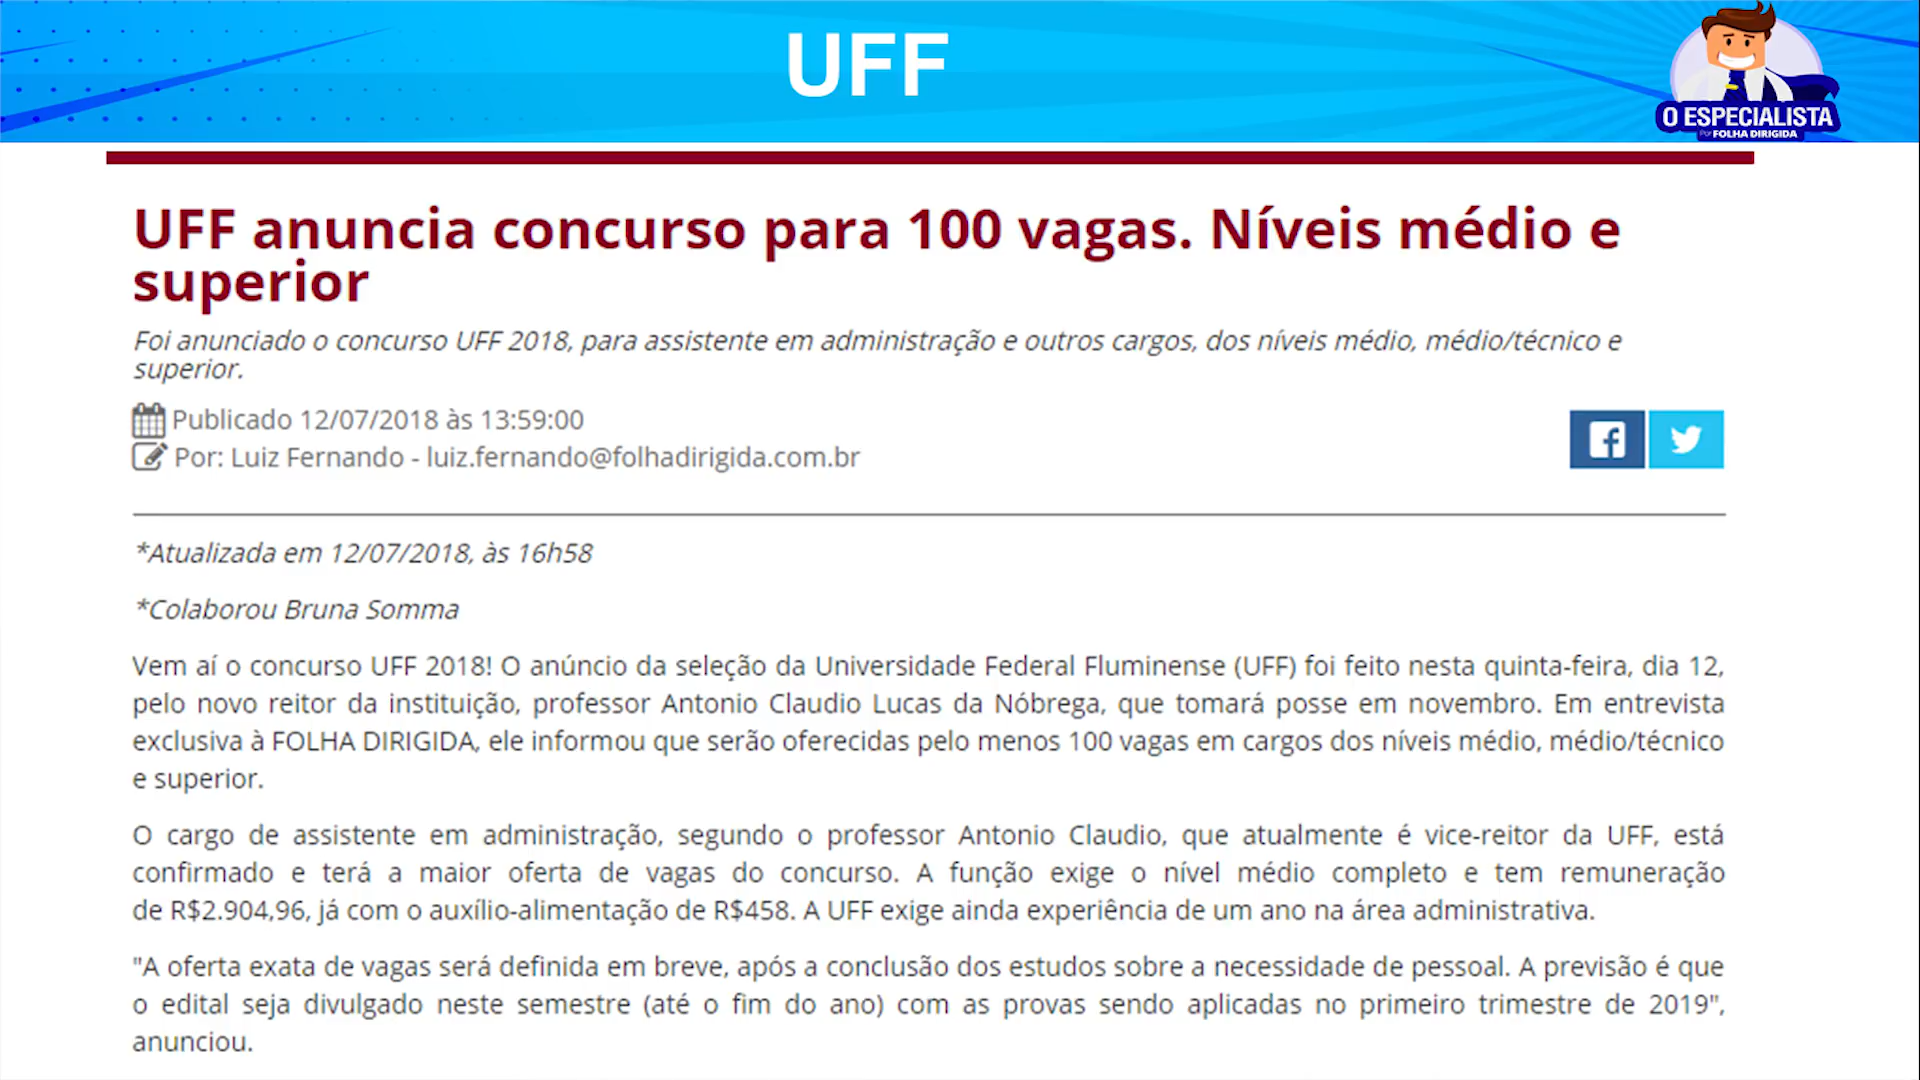 UFF
O ESPECIALISTA
POR FOLHA DIRIGIDA
UFF anuncia concurso para 100 vagas. Níveis médio e
superior
Foi anunciado o concurso UFF 2018, para assistente em administração e outros cargos, dos níveis médio, médio/técnico e
superior.
Publicado 12/07/2018 às 13:59:00
Por: Luiz Fernando - luiz.fernando@folhadirigida.com.br
*Atualizada em 12/07/2018, às 16h58
*Colaborou Bruna Somma
Vem aí o concurso UFF 2018! O anúncio da seleção da Universidade Federal Fluminense (UFF) foi feito nesta quinta-feira, dia 12,
pelo novo reitor da instituição, professor Antonio Claudio Lucas da Nóbrega, que tomará posse em novembro. Em entrevista
exclusiva à FOLHA DIRIGIDA, ele informou que serão oferecidas pelo menos 100 vagas em cargos dos níveis médio, médio/técnico
e superior.
O cargo de assistente em administração, segundo o professor Antonio Claudio, que atualmente é vice-reitor da UFF, está
confirmado e terá a maior oferta de vagas do concurso. A função exige o nível médio completo e tem remuneração
de R$2.904,96, já com o auxílio-alimentação de R$458. A UFF exige ainda experiência de um ano na área administrativa.
"A oferta exata de vagas será definida em breve, após a conclusão dos estudos sobre a necessidade de pessoal. A previsão é que
o edital seja divulgado neste semestre (até o fim do ano) com as provas sendo aplicadas no primeiro trimestre de 2019",
anunciou.